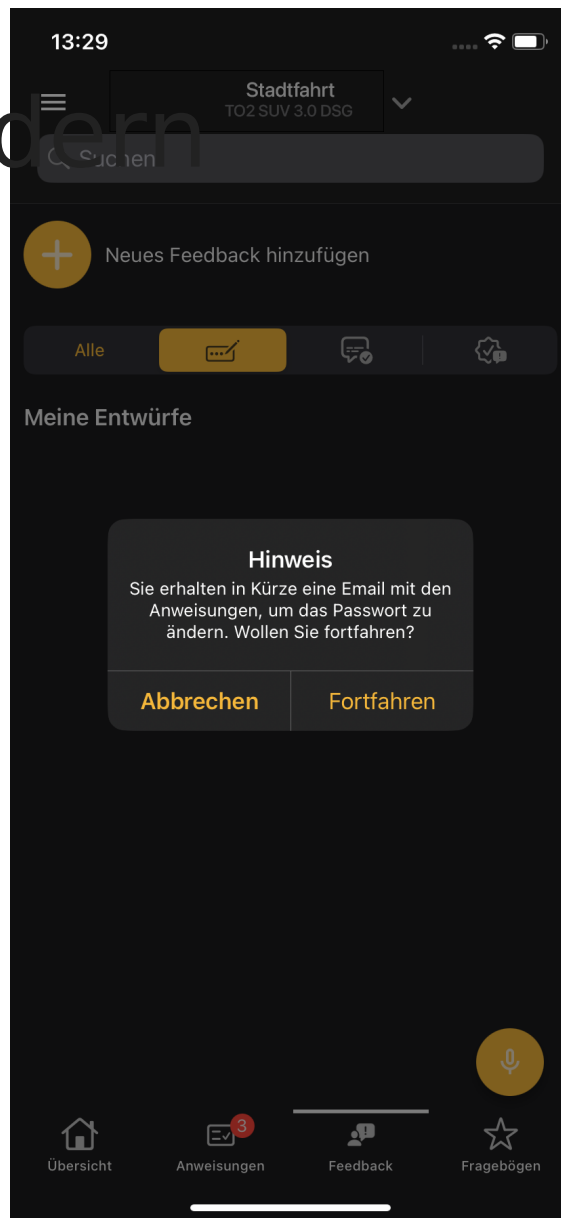 13:29
Stadtfahrt
TO2 SUV 3.0 DSG
dern
Suchen
Neues Feedback hinzufügen
Alle
Meine Entwürfe
Hinweis
Sie erhalten in Kürze eine Email mit den
Anweisungen, um das Passwort zu
ändern. Wollen Sie fortfahren?
Abbrechen
Fortfahren
3
Übersicht
Anweisungen
Feedback
Fragebögen